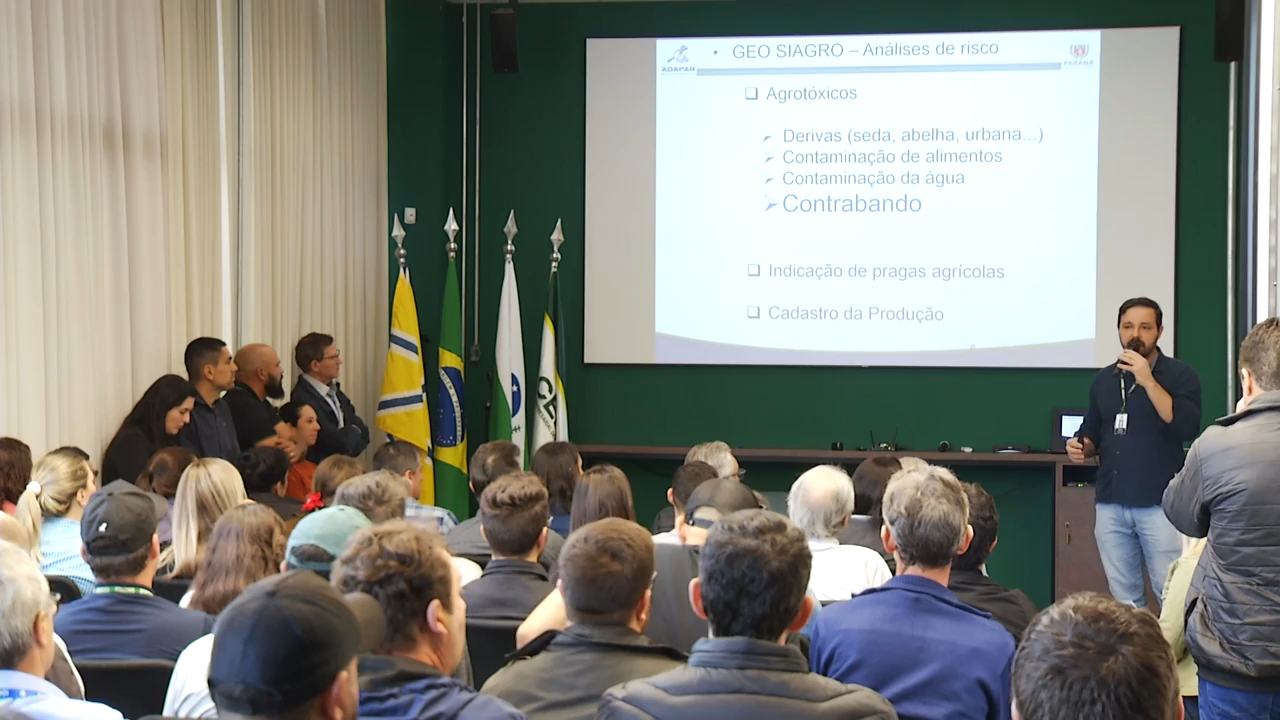 • GEO SIAGRO – Análises de risco
ADAPAR
PARANÁ
❑ Agrotóxicos
➢ Derivas (seda, abelha, urbana...)
➢ Contaminação de alimentos
➢ Contaminação da água
➢ Contrabando
❑ Indicação de pragas agrícolas
❑ Cadastro da Produção